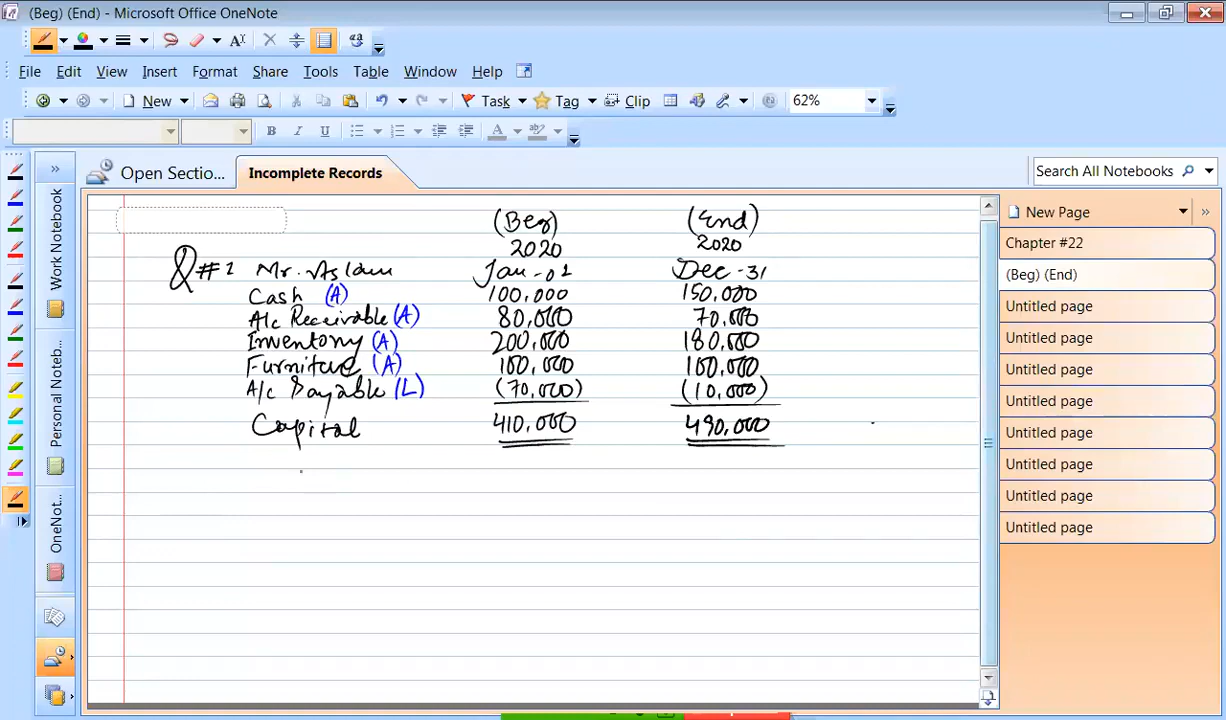 (Beg) (End) - Microsoft Office OneNote
File Edit View Insert Format Share Tools Table Window Help
New Task Tag Clip 62%
B I U
Open Sectio... Incomplete Records
Search All Notebooks
Work Notebook
Personal Noteb...
OneNot...
(Beg) (End)
2020 2020
Q#1 Mr. Aslam Jan-01 Dec-31
Cash (A) 100,000 150,000
A/c Receivable (A) 80,000 70,000
Inventory (A) 200,000 180,000
Furniture (A) 100,000 100,000
A/c Payable (L) (70,000) (10,000)
Capital 410,000 490,000
New Page
Chapter #22
(Beg) (End)
Untitled page
Untitled page
Untitled page
Untitled page
Untitled page
Untitled page
Untitled page
Untitled page